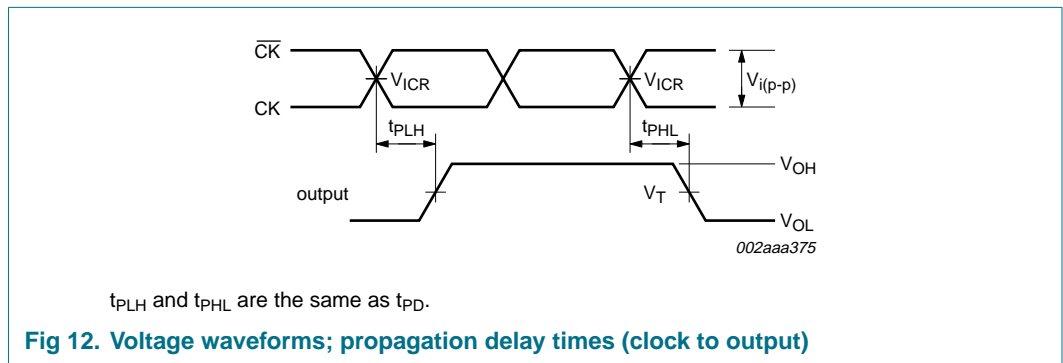 C̅K̅
V_ICR V_ICR V_i(p-p)
CK
t_PLH t_PHL
V_OH
output V_T
V_OL
002aaa375
t_PLH and t_PHL are the same as t_PD.
Fig 12. Voltage waveforms; propagation delay times (clock to output)